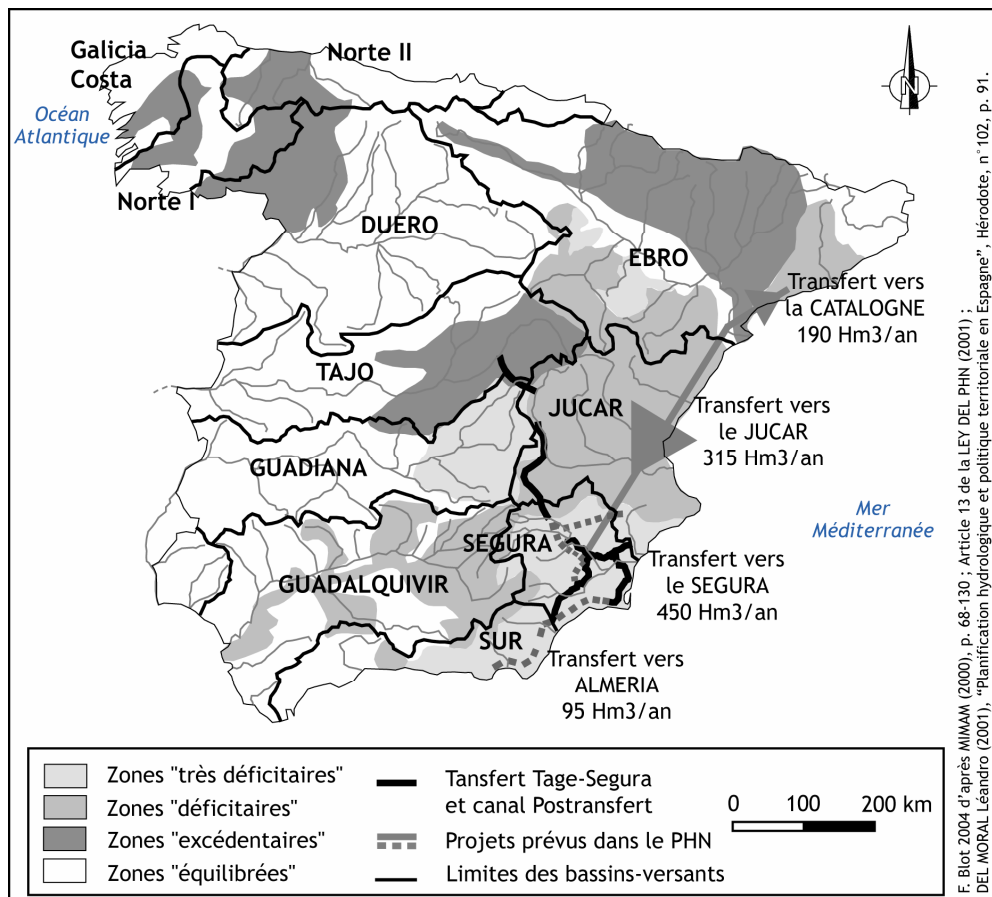 Galicia
Costa
Norte II
N
Océan
Atlantique
Norte I
DUERO
EBRO
Transfert vers
la CATALOGNE
190 Hm3/an
TAJO
JUCAR
Transfert vers
le JUCAR
315 Hm3/an
GUADIANA
Mer
Méditerranée
SEGURA
Transfert vers
le SEGURA
450 Hm3/an
GUADALQUIVIR
SUR
Transfert vers
ALMERIA
95 Hm3/an
Zones "très déficitaires"
Zones "déficitaires"
Zones "excédentaires"
Zones "équilibrées"
Tansfert Tage-Segura
et canal Postransfert
Projets prévus dans le PHN
Limites des bassins-versants
0 100 200 km
F. Blot 2004 d'après MIMAM (2000), p. 68-130 ; Article 13 de la LEY DEL PHN (2001) ;
DEL MORAL Léandro (2001), "Planification hydrologique et politique territoriale en Espagne", Hérodote, n°102, p. 91.